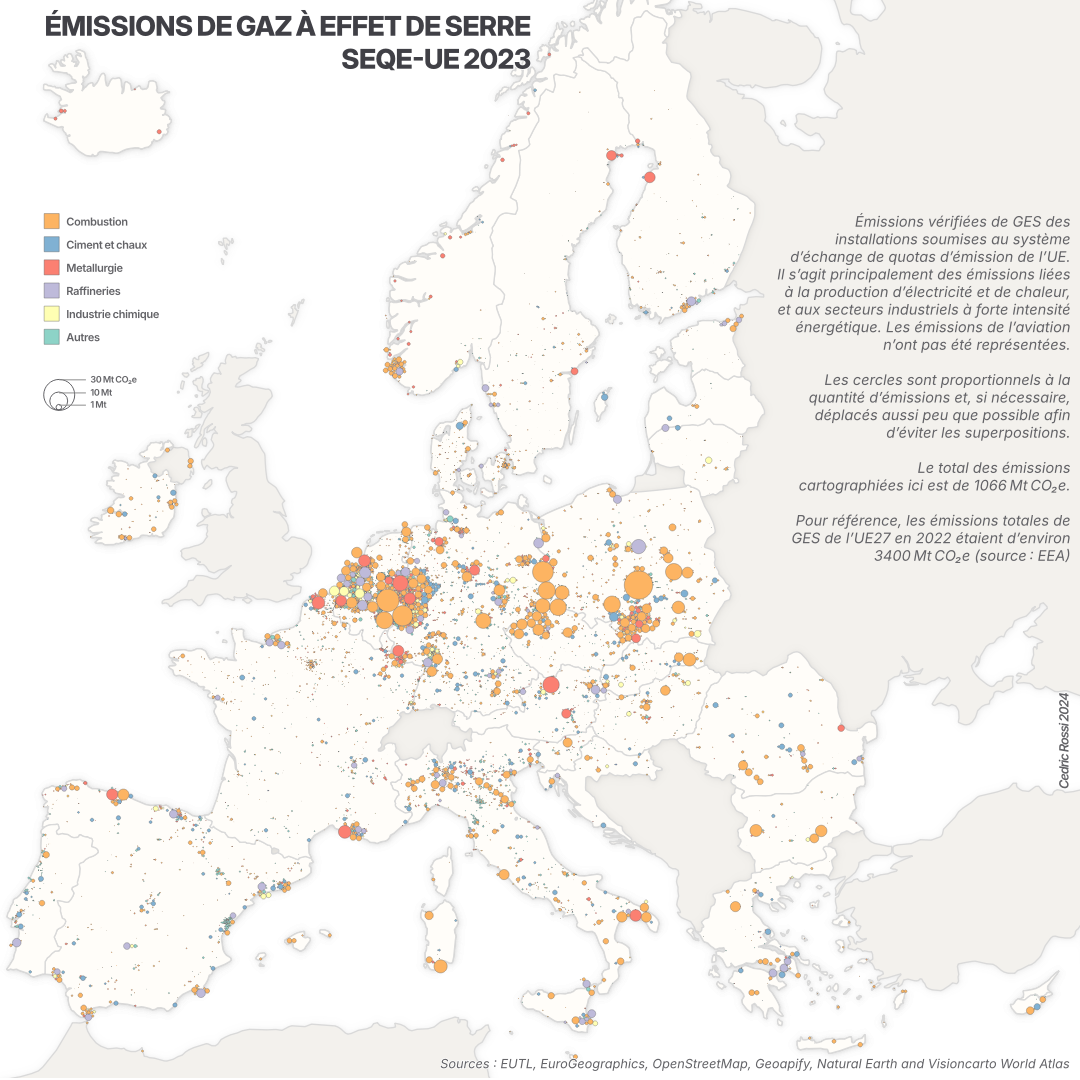 ÉMISSIONS DE GAZ À EFFET DE SERRE
SEQE-UE 2023
Combustion
Ciment et chaux
Metallurgie
Raffineries
Industrie chimique
Autres
30 Mt CO₂e
10 Mt
1 Mt
Émissions vérifiées de GES des
installations soumises au système
d'échange de quotas d'émission de l'UE.
Il s'agit principalement des émissions liées
à la production d'électricité et de chaleur,
et aux secteurs industriels à forte intensité
énergétique. Les émissions de l'aviation
n'ont pas été représentées.
Les cercles sont proportionnels à la
quantité d'émissions et, si nécessaire,
déplacés aussi peu que possible afin
d'éviter les superpositions.
Le total des émissions
cartographiées ici est de 1066 Mt CO₂e.
Pour référence, les émissions totales de
GES de l'UE27 en 2022 étaient d'environ
3400 Mt CO₂e (source : EEA)
Cedric Rossi 2024
Sources : EUTL, EuroGeographics, OpenStreetMap, Geoapify, Natural Earth and Visioncarto World Atlas